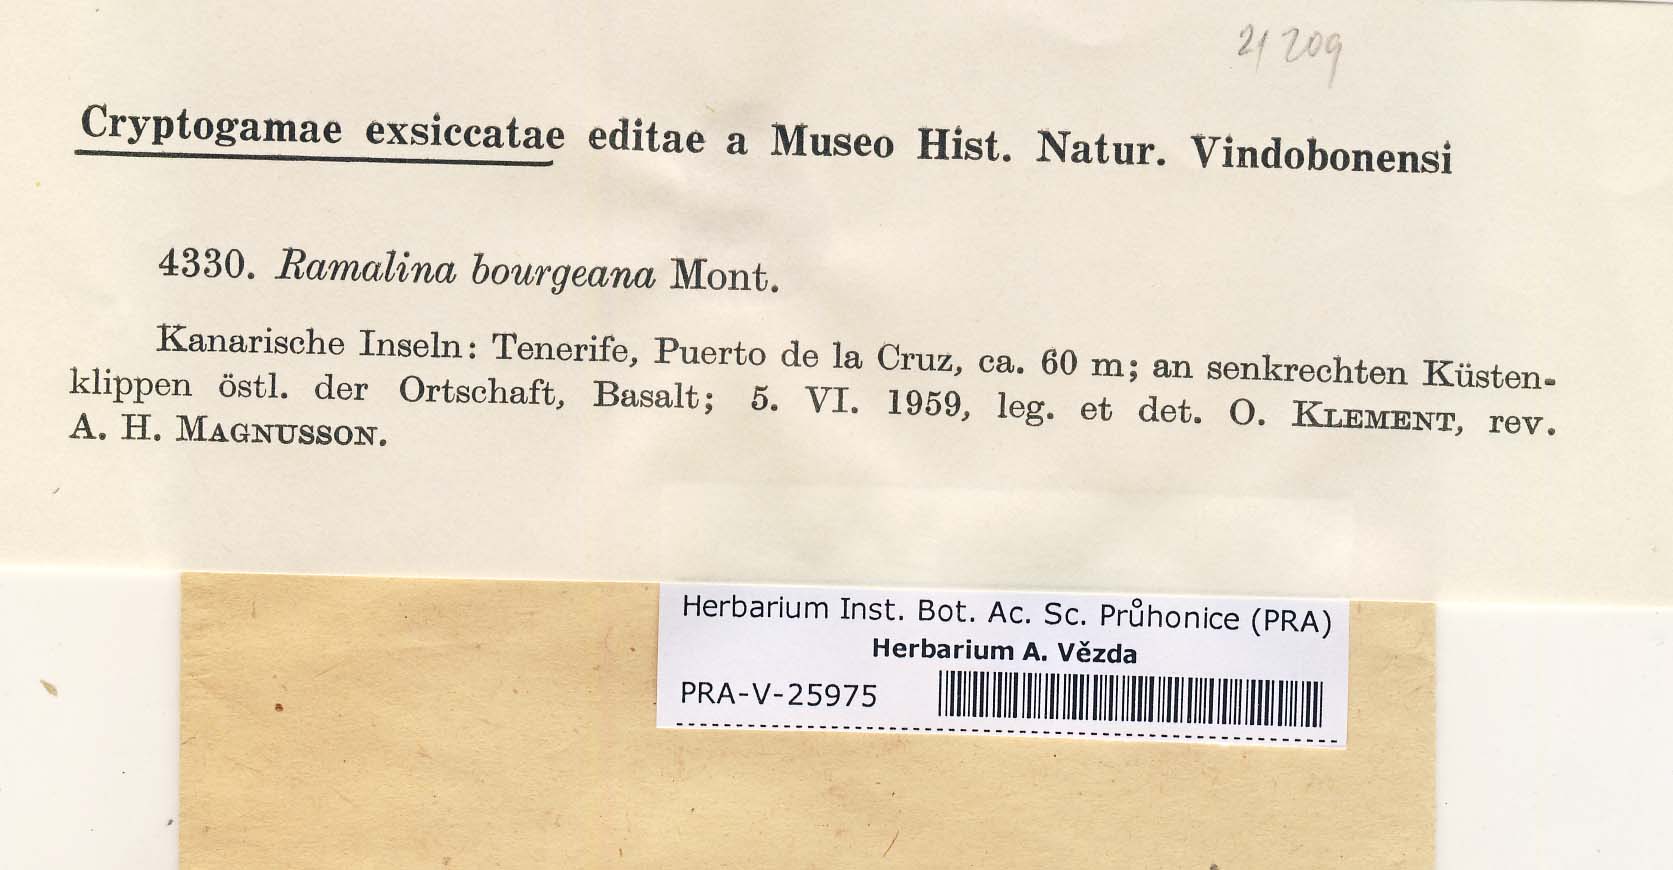 21209
Cryptogamae exsiccatae editae a Museo Hist. Natur. Vindobonensi
4330. Ramalina bourgeana Mont.
Kanarische Inseln: Tenerife, Puerto de la Cruz, ca. 60 m; an senkrechten Küsten-
klippen östl. der Ortschaft, Basalt; 5. VI. 1959, leg. et det. O. KLEMENT, rev.
A. H. MAGNUSSON.
Herbarium Inst. Bot. Ac. Sc. Průhonice (PRA)
Herbarium A. Vězda
PRA-V-25975